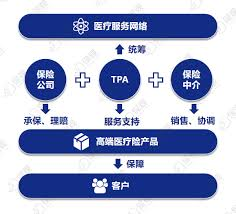 医疗服务网络
统筹
保险
公司
TPA
保险
中介
承保、理赔
服务支持
销售、协调
高端医疗险产品
保障
客户